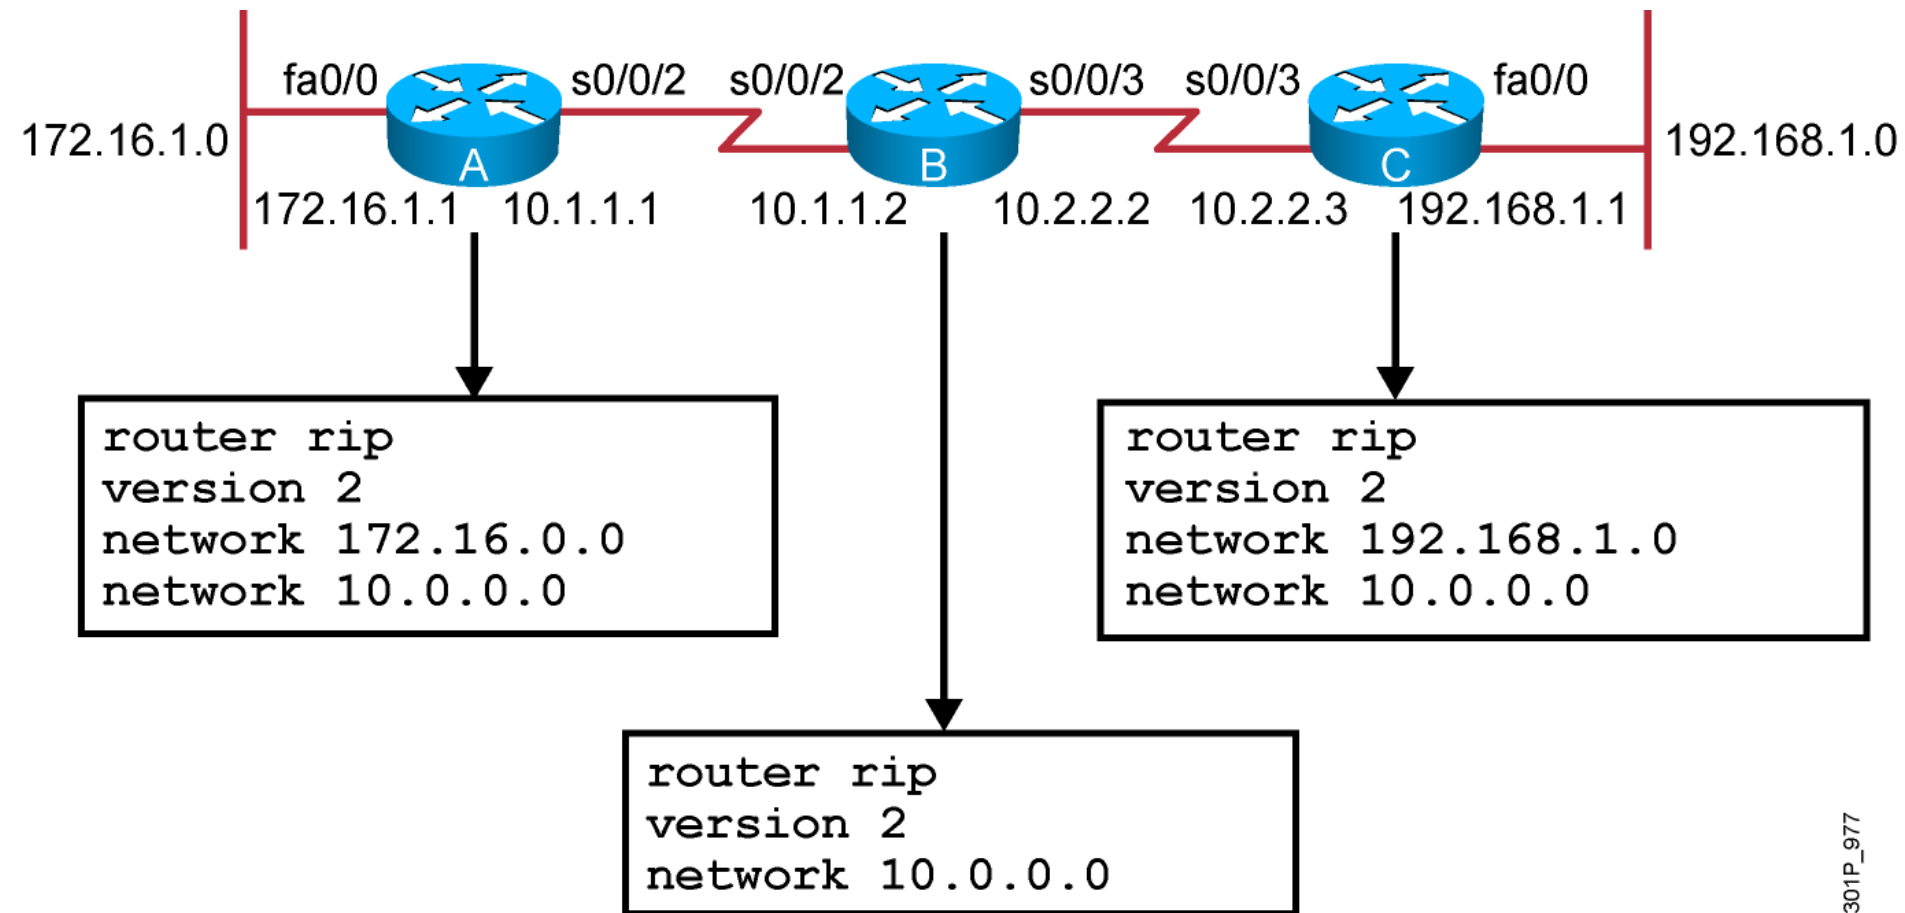 fa0/0 s0/0/2 s0/0/2 s0/0/3 s0/0/3 fa0/0
172.16.1.0 A B C 192.168.1.0
172.16.1.1 10.1.1.1 10.1.1.2 10.2.2.2 10.2.2.3 192.168.1.1
router rip
version 2
network 172.16.0.0
network 10.0.0.0
router rip
version 2
network 192.168.1.0
network 10.0.0.0
router rip
version 2
network 10.0.0.0
301P_977